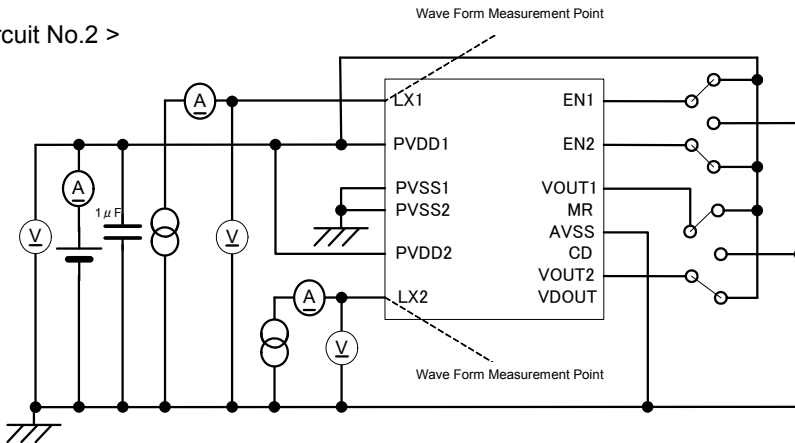 Wave Form Measurement Point
rcuit No.2 >
A
LX1
EN1
PVDD1
EN2
A
1μF
PVSS1
VOUT1
PVSS2
MR
V
V
AVSS
PVDD2
CD
VOUT2
A
LX2
VDOUT
V
Wave Form Measurement Point